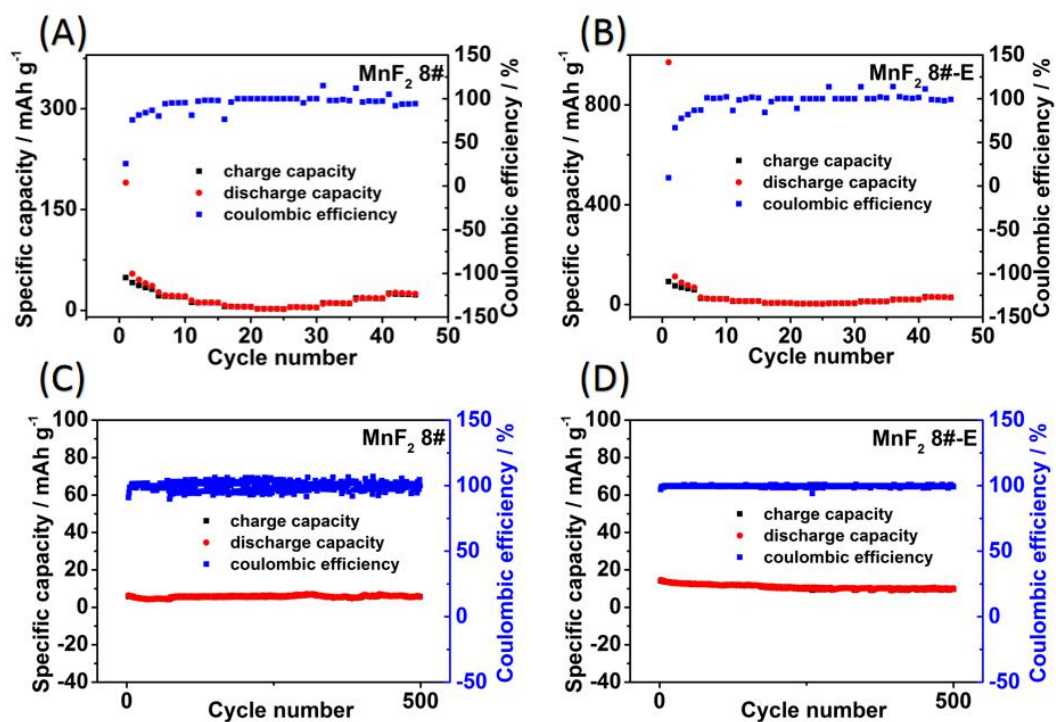 (A)
MnF₂ 8#
Specific capacity / mAh g⁻¹
300
150
0
charge capacity
discharge capacity
coulombic efficiency
150
100
50
0
-50
-100
-150
Coulombic efficiency / %
0 10 20 30 40 50
Cycle number
(B)
MnF₂ 8#-E
Specific capacity / mAh g⁻¹
800
400
0
charge capacity
discharge capacity
coulombic efficiency
150
100
50
0
-50
-100
-150
Coulombic efficiency / %
0 10 20 30 40 50
Cycle number
(C)
MnF₂ 8#
Specific capacity / mAh g⁻¹
100
80
60
40
20
0
-20
-40
charge capacity
discharge capacity
coulombic efficiency
150
100
50
0
-50
Coulombic efficiency / %
0 500
Cycle number
(D)
MnF₂ 8#-E
Specific capacity / mAh g⁻¹
100
80
60
40
20
0
-20
-40
charge capacity
discharge capacity
coulombic efficiency
150
100
50
0
-50
Coulombic efficiency / %
0 500
Cycle number